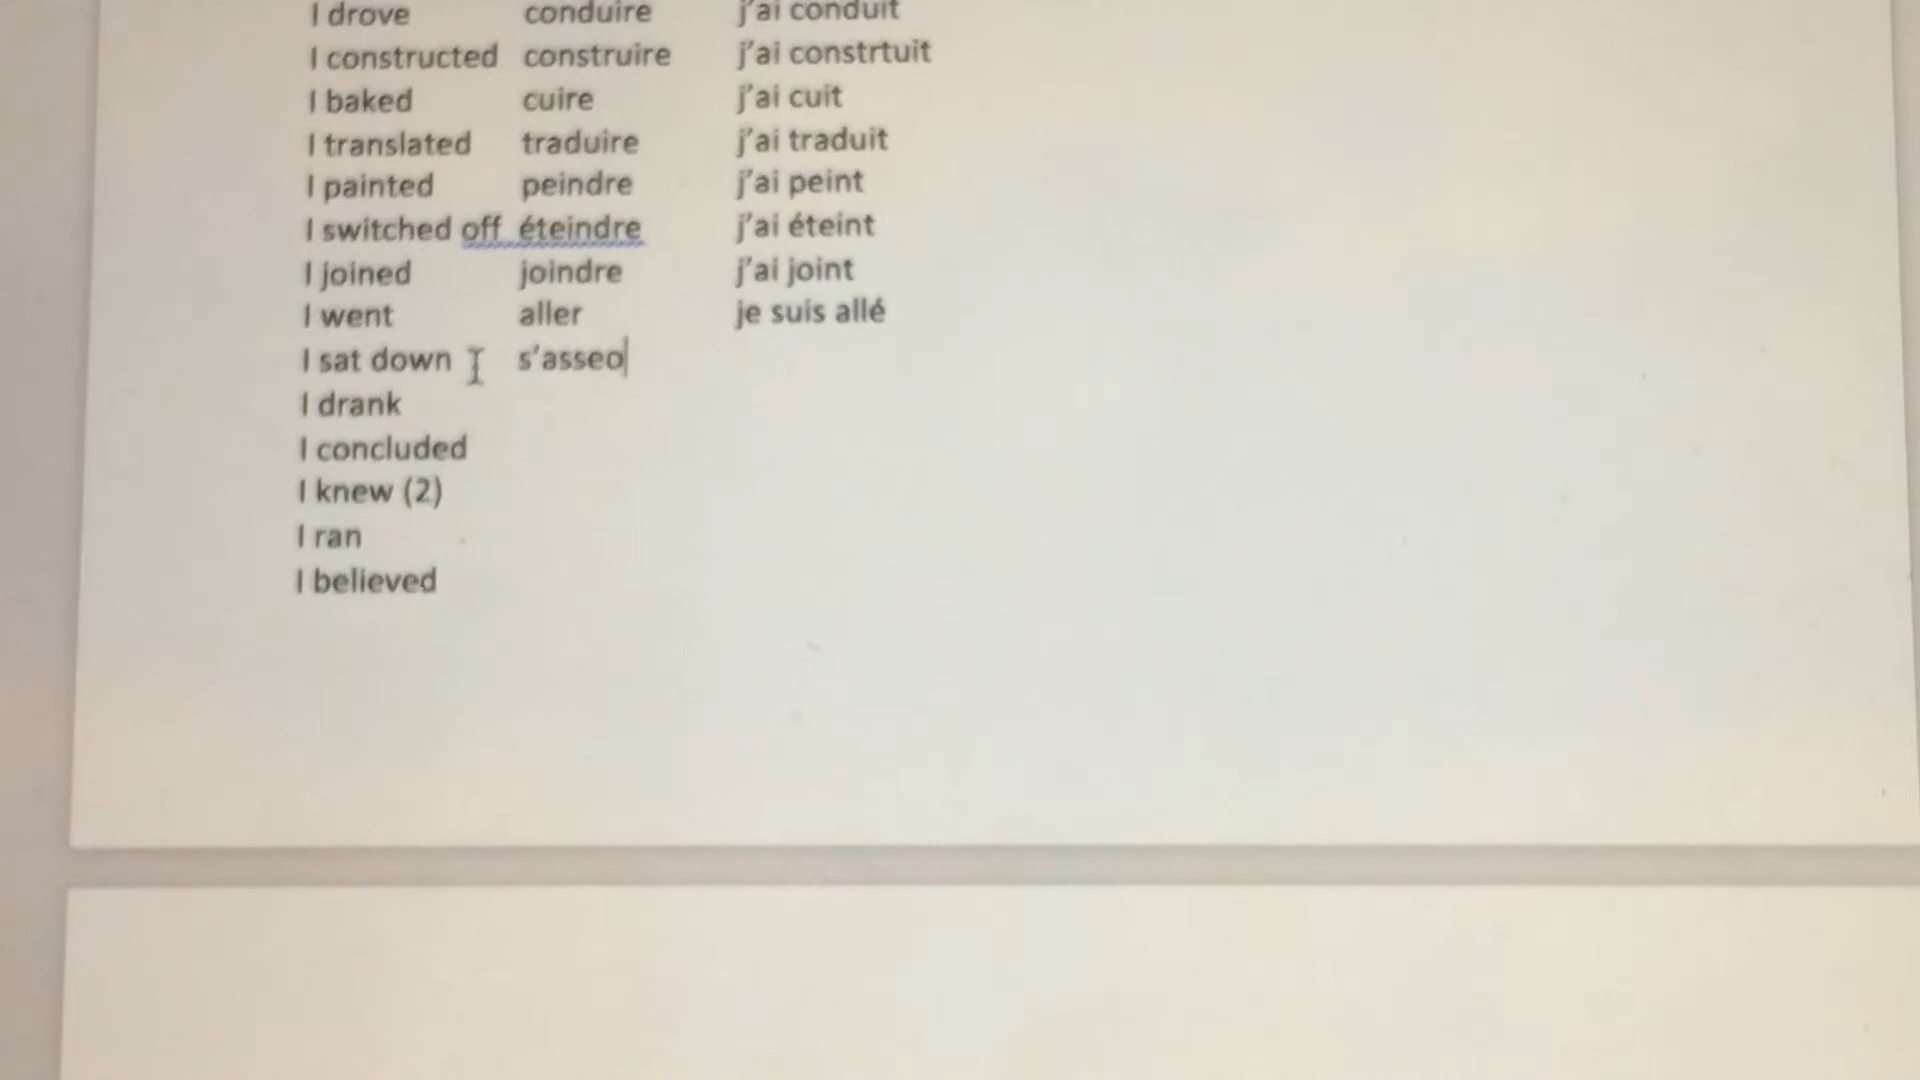 I drove conduire j'ai conduit
I constructed construire j'ai constrtuit
I baked cuire j'ai cuit
I translated traduire j'ai traduit
I painted peindre j'ai peint
I switched off éteindre j'ai éteint
I joined joindre j'ai joint
I went aller je suis allé
I sat down s'asseo
I drank
I concluded
I knew (2)
I ran
I believed